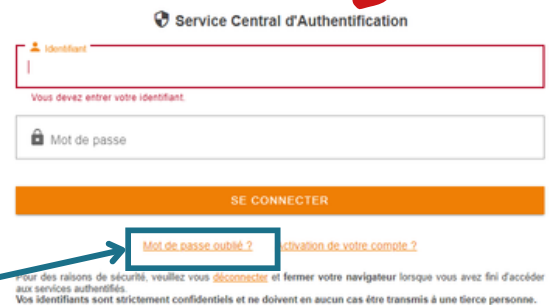 Service Central d'Authentification
Identifiant
Vous devez entrer votre identifiant.
Mot de passe
SE CONNECTER
Mot de passe oublié ? Activation de votre compte ?
Pour des raisons de sécurité, veuillez vous déconnecter et fermer votre navigateur lorsque vous avez fini d'accéder
aux services authentifiés.
Vos identifiants sont strictement confidentiels et ne doivent en aucun cas être transmis à une tierce personne.